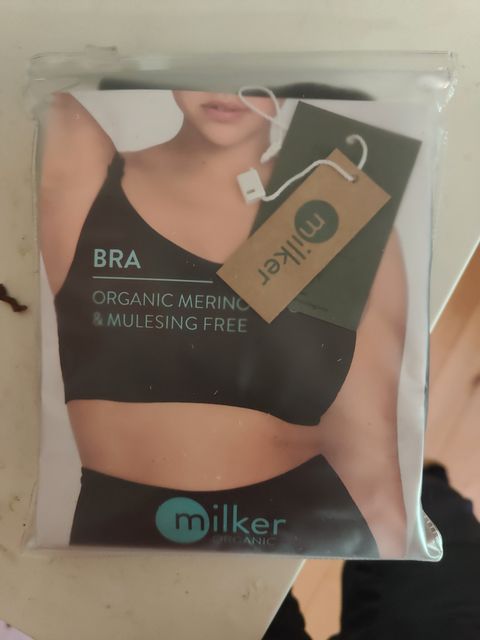 BRA
ORGANIC MERINO
& MULESING FREE
milker
milker
ORGANIC